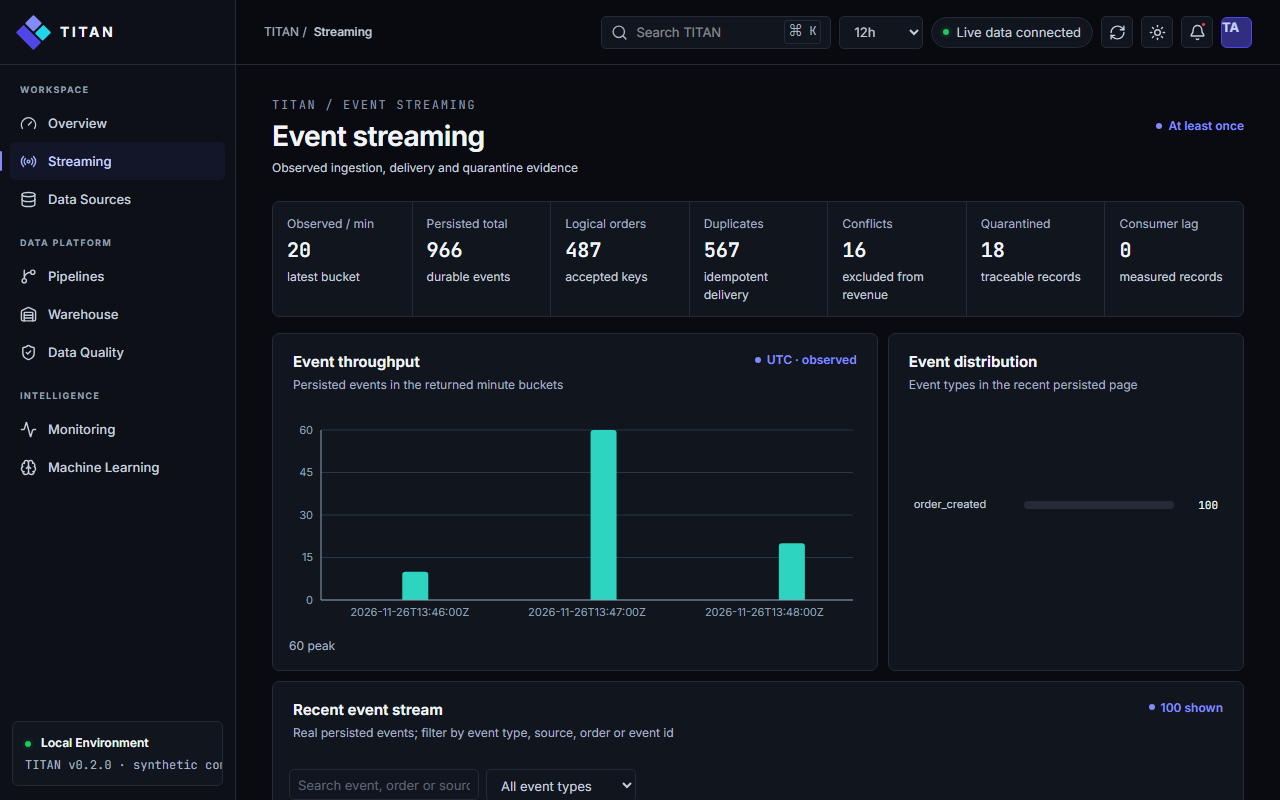 TITAN
TITAN / Streaming
Search TITAN
⌘ K
12h
Live data connected
TA
WORKSPACE
Overview
Streaming
Data Sources
DATA PLATFORM
Pipelines
Warehouse
Data Quality
INTELLIGENCE
Monitoring
Machine Learning
Local Environment
TITAN v0.2.0 · synthetic
TITAN / EVENT STREAMING
Event streaming
Observed ingestion, delivery and quarantine evidence
At least once
Observed / min
20
latest bucket
Persisted total
966
durable events
Logical orders
487
accepted keys
Duplicates
567
idempotent
delivery
Conflicts
16
excluded from
revenue
Quarantined
18
traceable records
Consumer lag
0
measured records
Event throughput
UTC · observed
Persisted events in the returned minute buckets
60
45
30
15
0
2026-11-26T13:46:00Z
2026-11-26T13:47:00Z
2026-11-26T13:48:00Z
60 peak
Event distribution
Event types in the recent persisted page
order_created
100
Recent event stream
100 shown
Real persisted events; filter by event type, source, order or event id
Search event, order or sourc
All event types